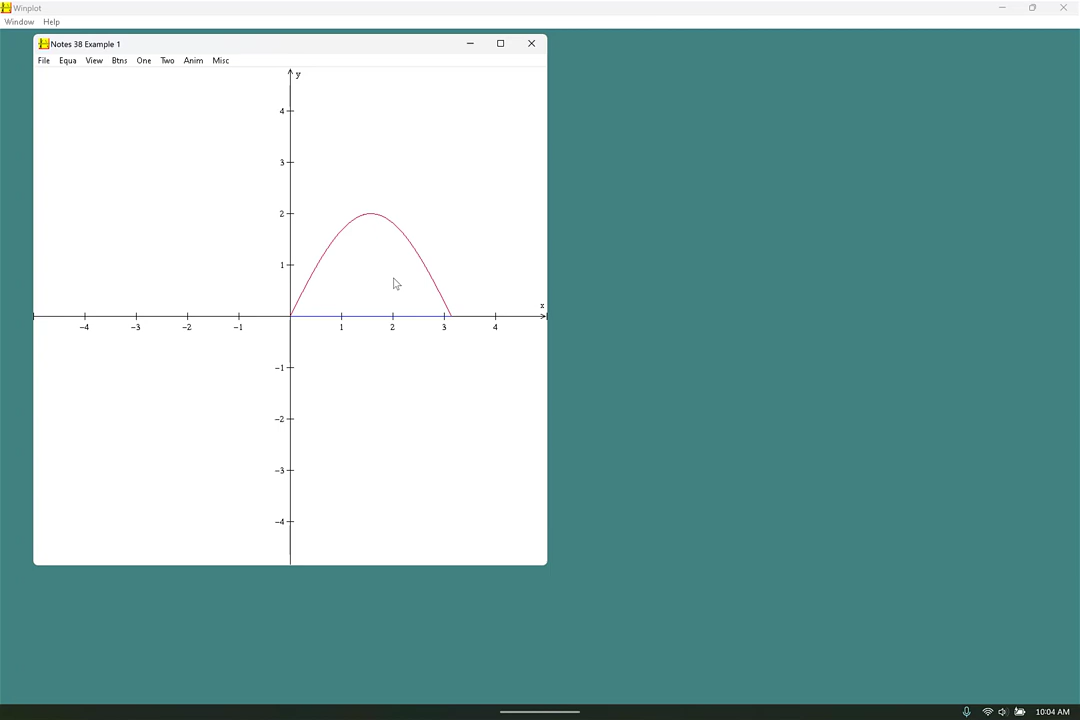 Winplot
Window Help
Notes 38 Example 1
File Equa View Btns One Two Anim Misc
y
4
3
2
1
x
-4 -3 -2 -1 1 2 3 4
-1
-2
-3
-4
10:04 AM